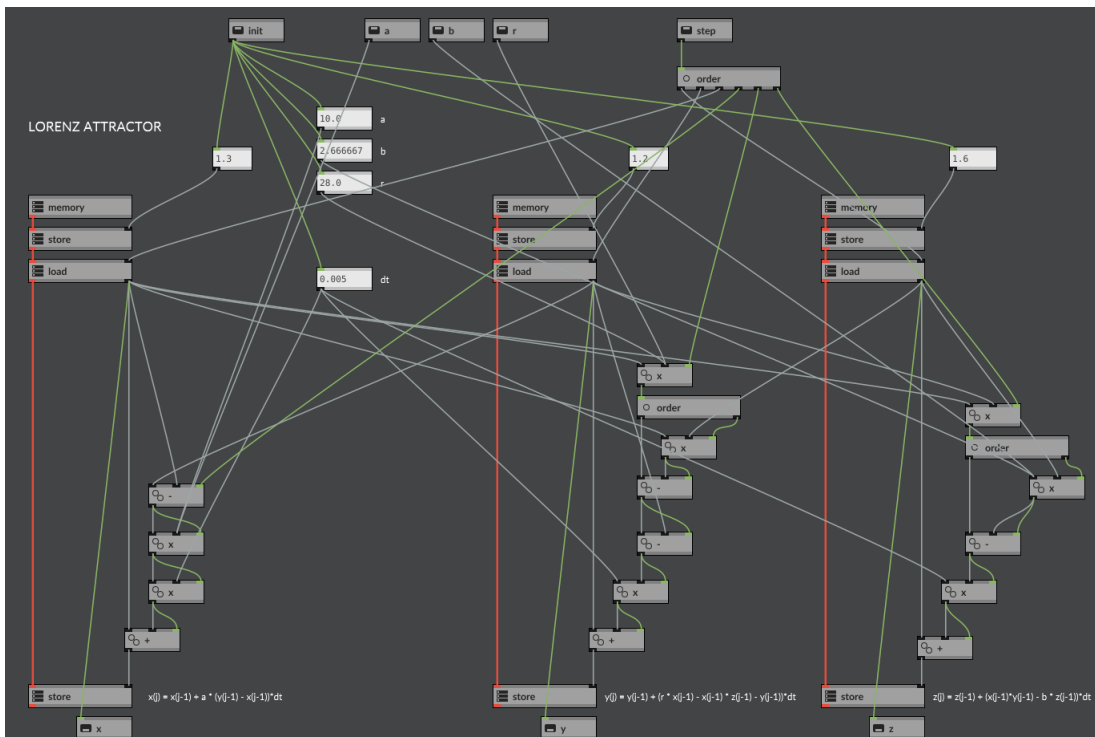 init
a
b
r
step
order
LORENZ ATTRACTOR
10.0 a
2.666667 b
28.0 r
1.3
1.2
1.6
memory
store
load
memory
store
load
memory
store
load
0.005 dt
x
order
x
-
-
x
+
x
order
x
-
x
+
-
x
x
+
store
x(j) = x(j-1) + a * (y(j-1) - x(j-1))*dt
store
y(j) = y(j-1) + (r * x(j-1) - x(j-1) * z(j-1) - y(j-1))*dt
store
z(j) = z(j-1) + (x(j-1)*y(j-1) - b * z(j-1))*dt
x
y
z